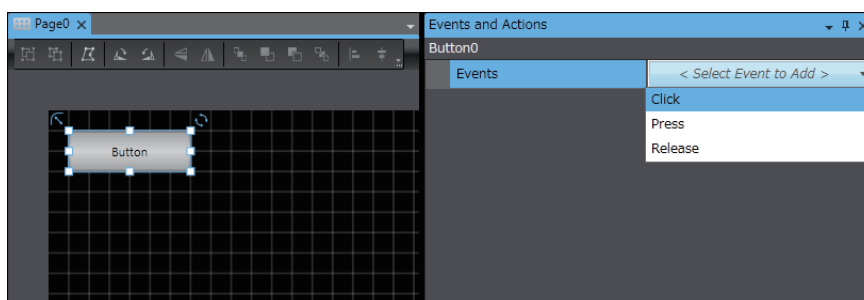 Page0
Events and Actions
Button0
Events
< Select Event to Add >
Click
Press
Release
Button